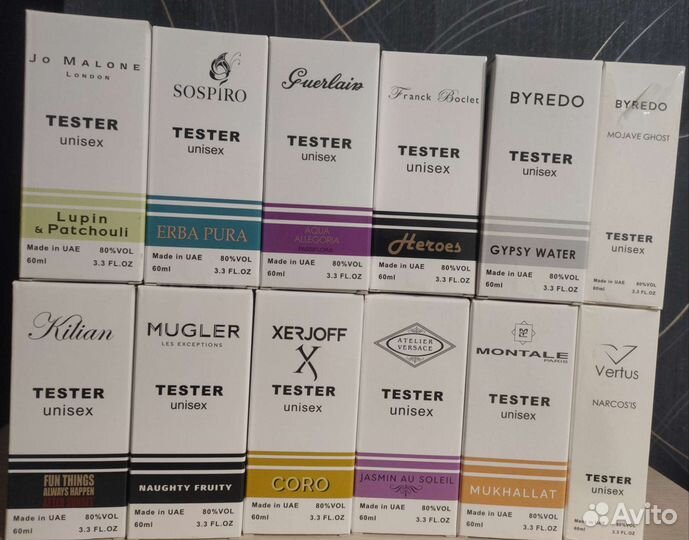 JO MALONE
LONDON
TESTER
unisex
Lupin
& Patchouli
Made in UAE 80%VOL
60ml 3.3 FL.OZ
SOSPIRO
TESTER
unisex
ERBA PURA
Made in UAE 80%VOL
60ml 3.3 FL.OZ
Guerlain
TESTER
unisex
AQUA
ALLEGORIA
PASSIFLORA
Made in UAE 80%VOL
60ml 3.3 FL.OZ
Franck Boclet
TESTER
unisex
Heroes
Made in UAE 80%VOL
60ml 3.3 FL.OZ
BYREDO
TESTER
unisex
GYPSY WATER
Made in UAE 80%VOL
60ml 3.3 FL.OZ
BYREDO
MOJAVE GHOST
TESTER
unisex
Made in UAE 80%VOL
60ml 3.3 FL.OZ
Kilian
TESTER
unisex
FUN THINGS
ALWAYS HAPPEN
AFTER SUNSET
Made in UAE 80%VOL
60ml 3.3 FL.OZ
MUGLER
LES EXCEPTIONS
TESTER
unisex
NAUGHTY FRUITY
Made in UAE 80%VOL
60ml 3.3 FL.OZ
XERJOFF
X
TESTER
unisex
CORO
Made in UAE 80%VOL
60ml 3.3 FL.OZ
ATELIER
VERSACE
TESTER
unisex
JASMIN AU SOLEIL
Made in UAE 80%VOL
60ml 3.3 FL.OZ
MONTALE
PARIS
TESTER
unisex
MUKHALLAT
Made in UAE 80%VOL
60ml 3.3 FL.OZ
Vertus
NARCOS'IS
TESTER
unisex
Made in UAE
60ml
Avito